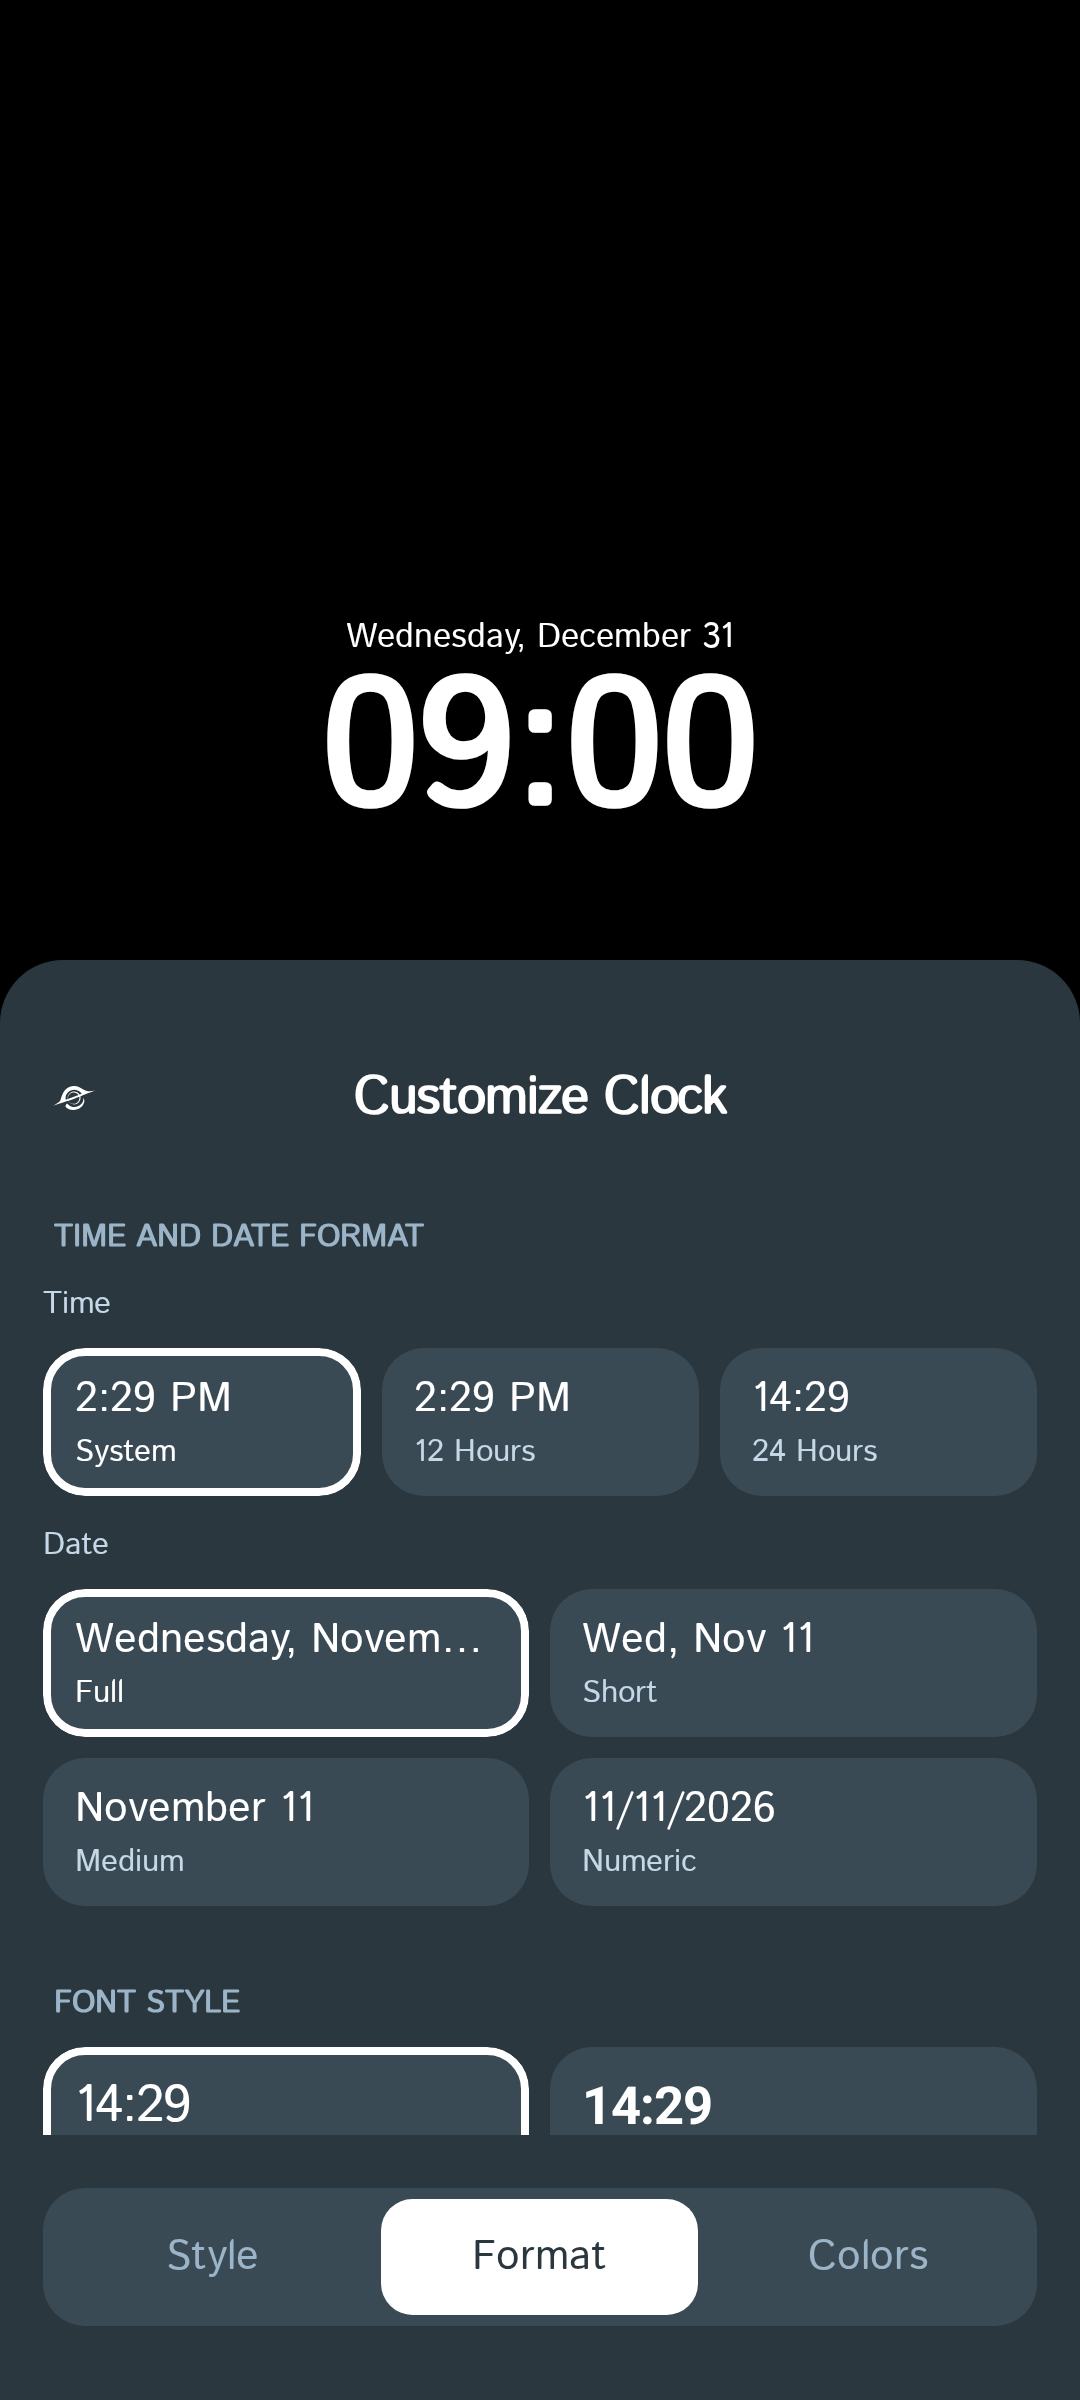 Wednesday, December 31
09:00
Customize Clock
TIME AND DATE FORMAT
Time
2:29 PM
System
2:29 PM
12 Hours
14:29
24 Hours
Date
Wednesday, Novem...
Full
Wed, Nov 11
Short
November 11
Medium
11/11/2026
Numeric
FONT STYLE
14:29
14:29
Style
Format
Colors